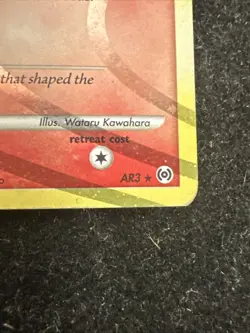 that shaped the
Illus. Wataru Kawahara
retreat cost
AR3 ★